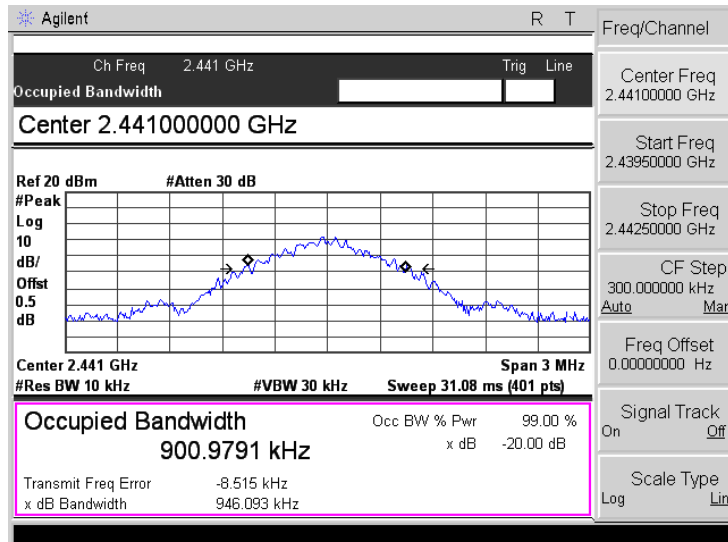 Agilent R T
Freq/Channel
Ch Freq 2.441 GHz Trig Line
Occupied Bandwidth
Center 2.441000000 GHz
Center Freq
2.44100000 GHz
Start Freq
2.43950000 GHz
Stop Freq
2.44250000 GHz
CF Step
300.000000 kHz
Auto Man
Freq Offset
0.00000000 Hz
Signal Track
On Off
Scale Type
Log Lin
Ref 20 dBm #Atten 30 dB
#Peak
Log
10
dB/
Offst
0.5
dB
Center 2.441 GHz Span 3 MHz
#Res BW 10 kHz #VBW 30 kHz Sweep 31.08 ms (401 pts)
Occupied Bandwidth Occ BW % Pwr 99.00 %
900.9791 kHz x dB -20.00 dB
Transmit Freq Error -8.515 kHz
x dB Bandwidth 946.093 kHz